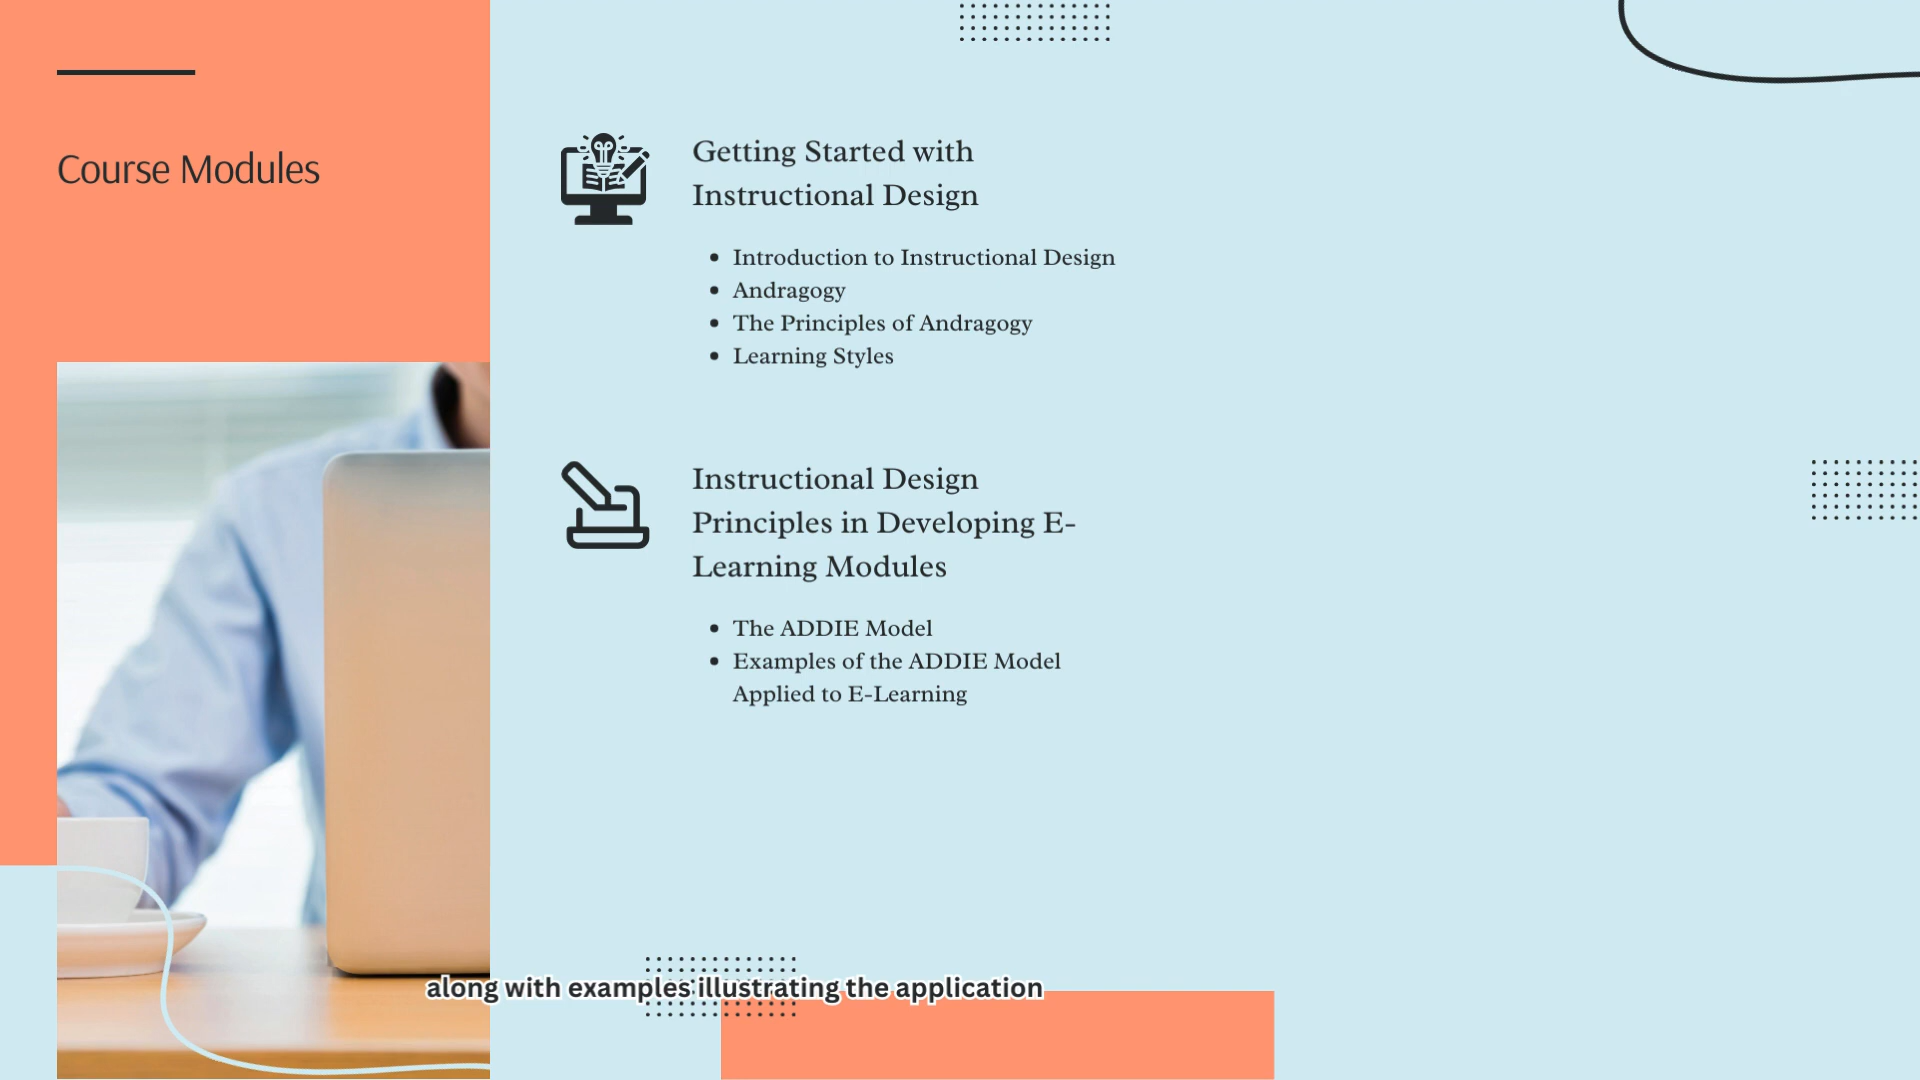 Course Modules
Getting Started with
Instructional Design
Introduction to Instructional Design
Andragogy
The Principles of Andragogy
Learning Styles
Instructional Design
Principles in Developing E-
Learning Modules
The ADDIE Model
Examples of the ADDIE Model
Applied to E-Learning
along with examples illustrating the application